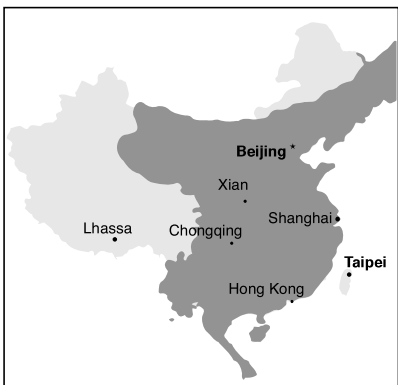 Beijing
Xian
Shanghai
Lhassa
Chongqing
Taipei
Hong Kong